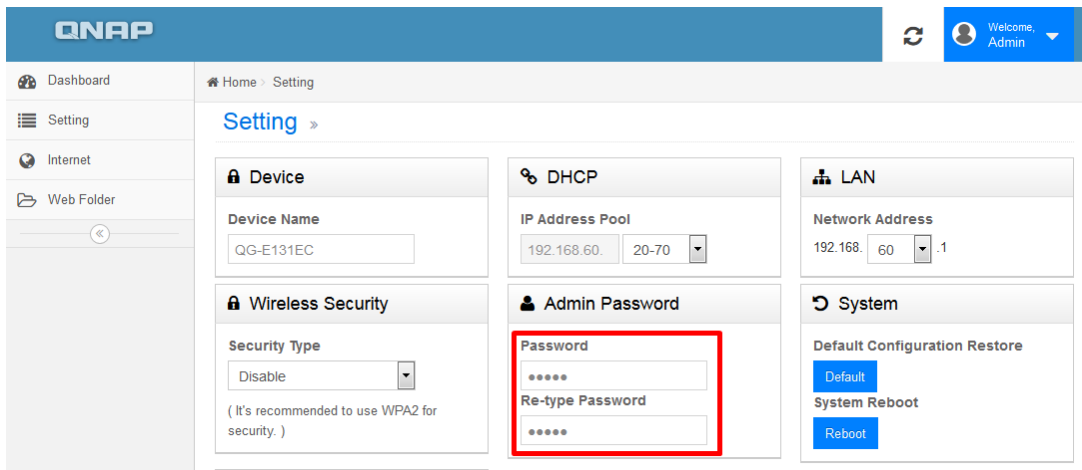 QNAP
Welcome,
Admin
Dashboard
Setting
Internet
Web Folder
Home > Setting
Setting »
Device
Device Name
QG-E131EC
DHCP
IP Address Pool
192.168.60. 20-70
LAN
Network Address
192.168. 60 .1
Wireless Security
Security Type
Disable
( It's recommended to use WPA2 for
security. )
Admin Password
Password
•••••
Re-type Password
•••••
System
Default Configuration Restore
Default
System Reboot
Reboot